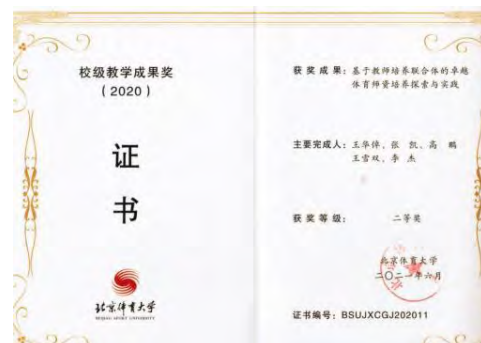 校级教学成果奖
（2020）
证
书
北京体育大学
BEIJING SPORT UNIVERSITY
获奖成果：基于教师培养联合体的卓越
体育师资培养探索与实践
主要完成人：王华倬、张 凯、高 鹏
王雪双、李 杰
获奖等级：二等奖
北京体育大学
二〇二一年六月
证书编号：BSUJXCGJ202011